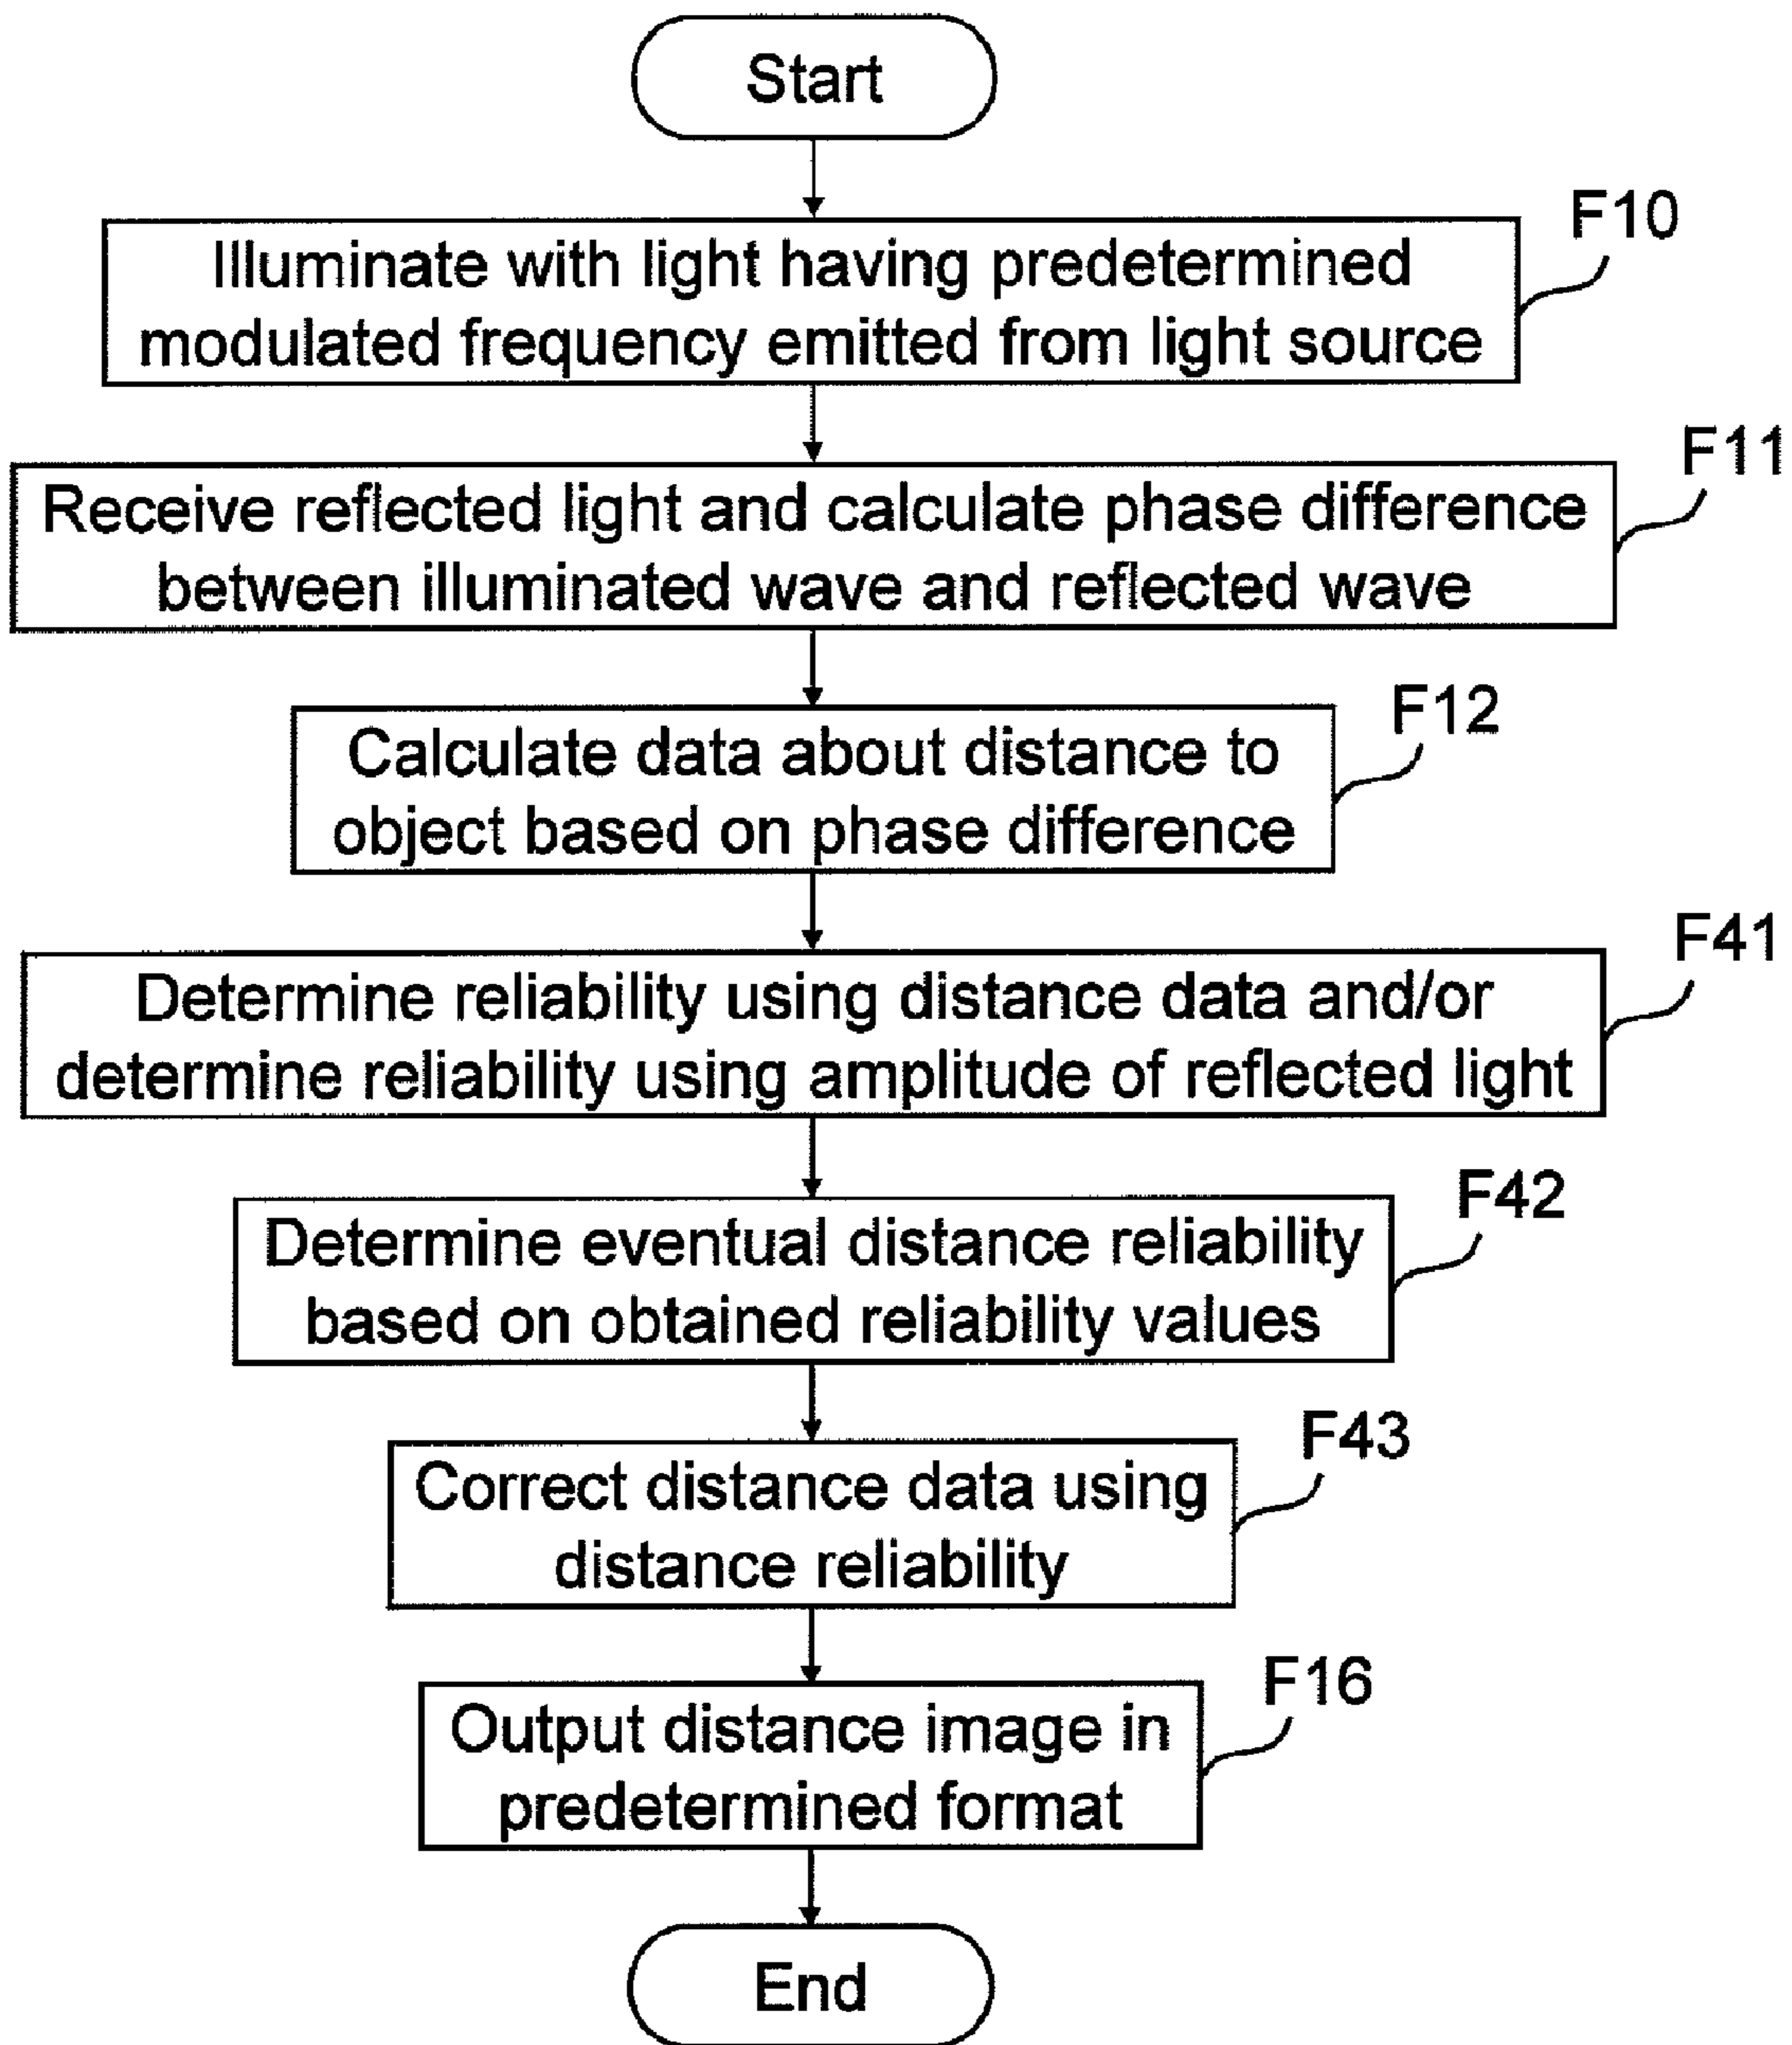 Start
F10
Illuminate with light having predetermined
modulated frequency emitted from light source
F11
Receive reflected light and calculate phase difference
between illuminated wave and reflected wave
F12
Calculate data about distance to
object based on phase difference
F41
Determine reliability using distance data and/or
determine reliability using amplitude of reflected light
F42
Determine eventual distance reliability
based on obtained reliability values
F43
Correct distance data using
distance reliability
F16
Output distance image in
predetermined format
End